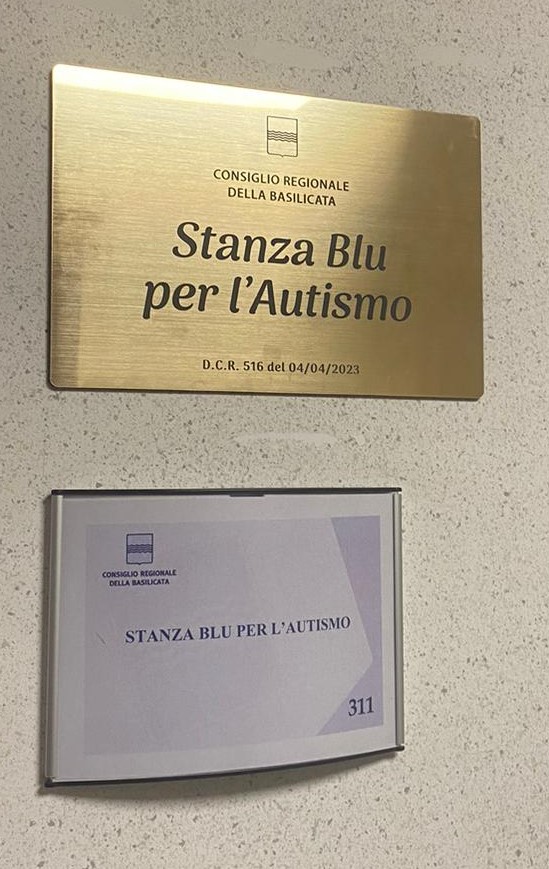 CONSIGLIO REGIONALE
DELLA BASILICATA
Stanza Blu
per l'Autismo
D.C.R. 516 del 04/04/2023
CONSIGLIO REGIONALE
DELLA BASILICATA
STANZA BLU PER L'AUTISMO
311